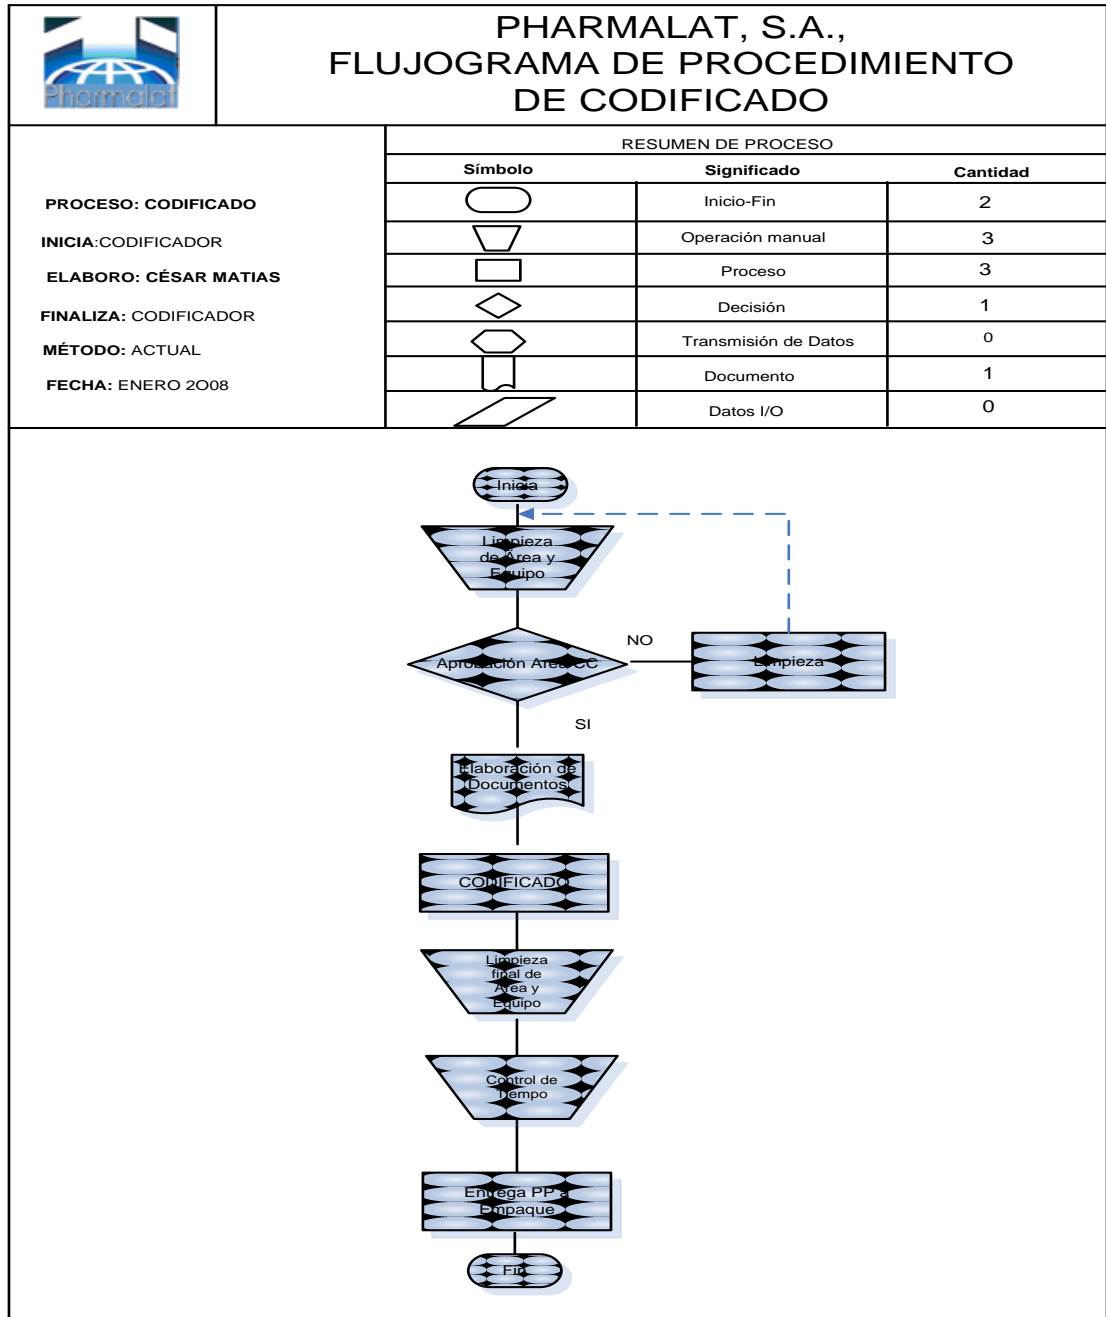 Pharmalat
PHARMALAT, S.A.,
FLUJOGRAMA DE PROCEDIMIENTO
DE CODIFICADO
PROCESO: CODIFICADO
INICIA:CODIFICADOR
ELABORO: CÉSAR MATIAS
FINALIZA: CODIFICADOR
MÉTODO: ACTUAL
FECHA: ENERO 2O08
RESUMEN DE PROCESO
Símbolo Significado Cantidad
Inicio-Fin 2
Operación manual 3
Proceso 3
Decisión 1
Transmisión de Datos 0
Documento 1
Datos I/O 0
Inicia
Limpieza
de Área y
Equipo
Aprobación Area CC
NO
Limpieza
SI
Elaboración de
Documentos
CODIFICADO
Limpieza
final de
Área y
Equipo
Control de
Tiempo
Entrega PP a
Empaque
Fin